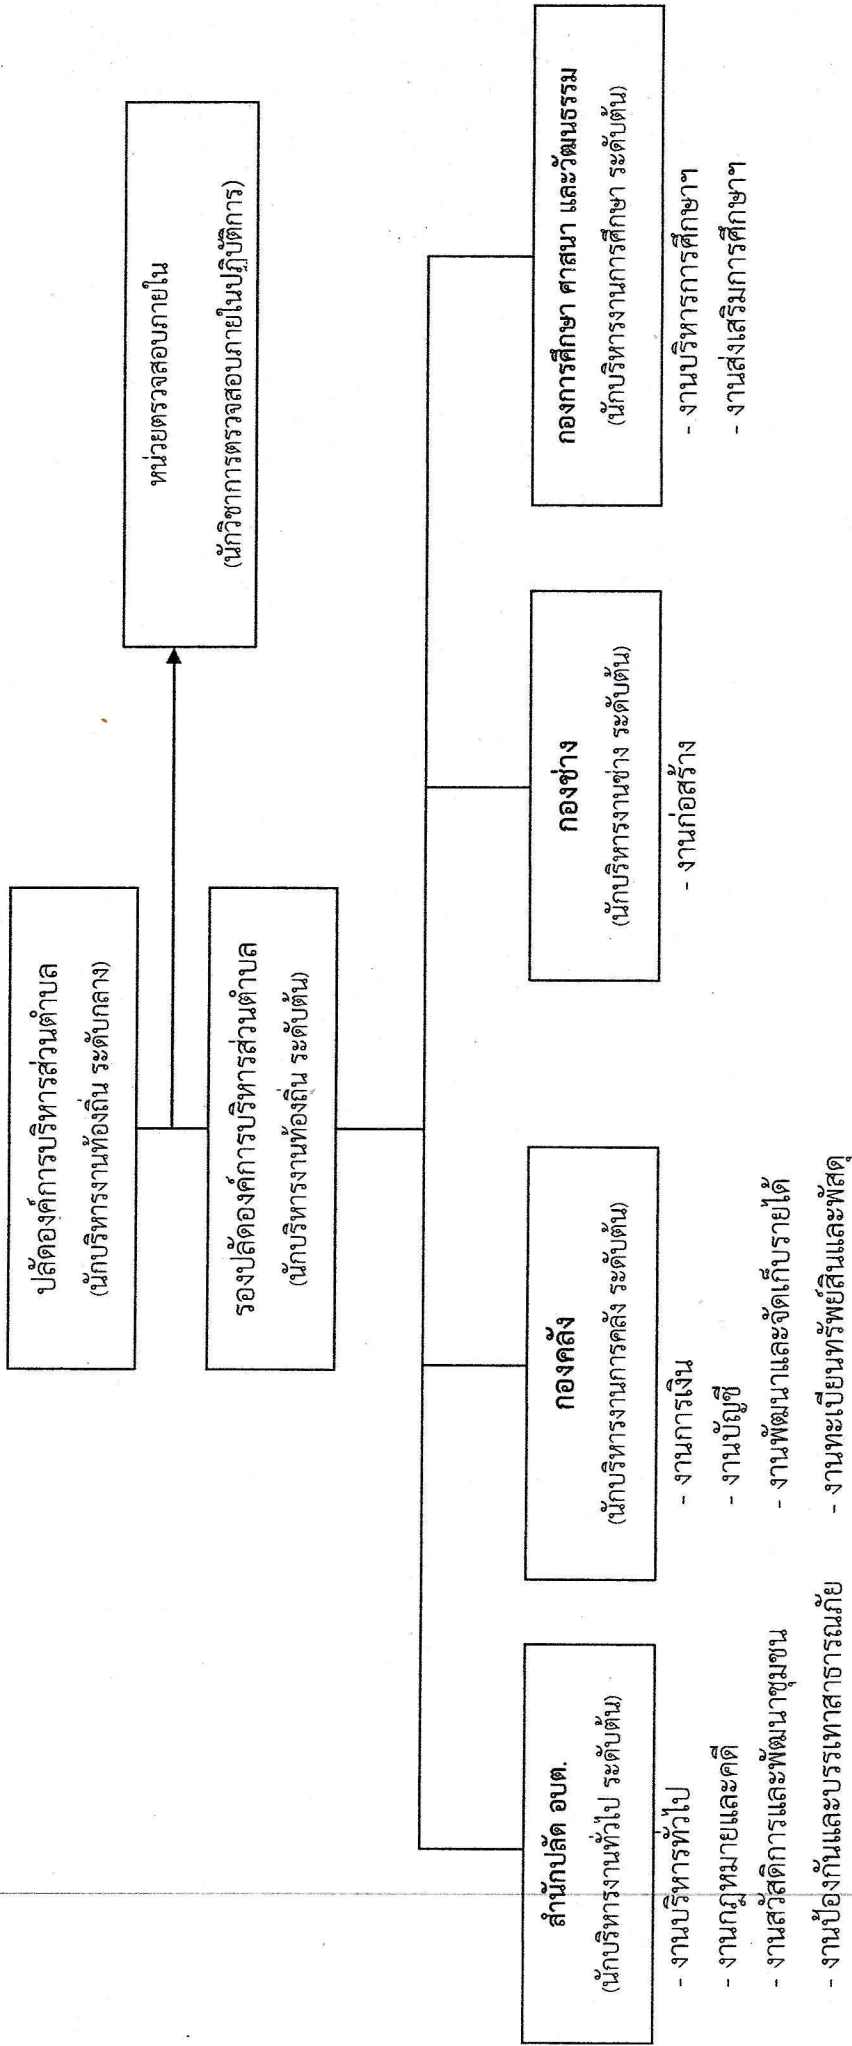 ปลัดองค์การบริหารส่วนตำบล
(นักบริหารงานท้องถิ่น ระดับกลาง)
หน่วยตรวจสอบภายใน
(นักวิชาการตรวจสอบภายในปฏิบัติการ)
รองปลัดองค์การบริหารส่วนตำบล
(นักบริหารงานท้องถิ่น ระดับต้น)
สำนักปลัด อบต.
(นักบริหารงานทั่วไป ระดับต้น)
- งานบริหารทั่วไป
- งานกฎหมายและคดี
- งานสวัสดิการและพัฒนาชุมชน
- งานป้องกันและบรรเทาสาธารณภัย
กองคลัง
(นักบริหารงานการคลัง ระดับต้น)
- งานการเงิน
- งานบัญชี
- งานพัฒนาและจัดเก็บรายได้
- งานทะเบียนทรัพย์สินและพัสดุ
กองช่าง
(นักบริหารงานช่าง ระดับต้น)
- งานก่อสร้าง
กองการศึกษา ศาสนา และวัฒนธรรม
(นักบริหารงานการศึกษา ระดับต้น)
- งานบริหารการศึกษาฯ
- งานส่งเสริมการศึกษาฯ